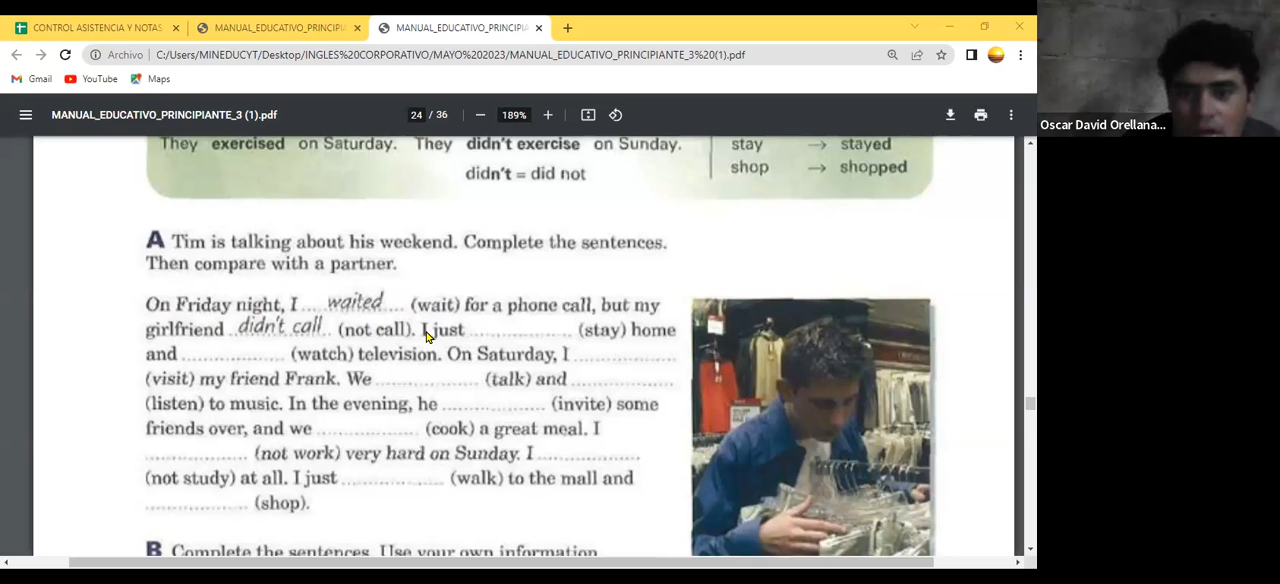 CONTROL ASISTENCIA Y NOTAS
MANUAL_EDUCATIVO_PRINCIPI
MANUAL_EDUCATIVO_PRINCIPIA
Archivo | C:/Users/MINEDUCYT/Desktop/INGLES%20CORPORATIVO/MAYO%202023/MANUAL_EDUCATIVO_PRINCIPIANTE_3%20(1).pdf
Gmail YouTube Maps
MANUAL_EDUCATIVO_PRINCIPIANTE_3 (1).pdf
24 / 36 189%
Oscar David Orellana...
They exercised on Saturday. They didn't exercise on Sunday.
stay → stayed
didn't = did not
shop → shopped
A Tim is talking about his weekend. Complete the sentences.
Then compare with a partner.
On Friday night, I ... waited ... (wait) for a phone call, but my
girlfriend ..didn't call.. (not call). I just .................... (stay) home
and .................... (watch) television. On Saturday, I ....................
(visit) my friend Frank. We .................... (talk) and ....................
(listen) to music. In the evening, he .................... (invite) some
friends over, and we .................... (cook) a great meal. I
.................... (not work) very hard on Sunday. I ....................
(not study) at all. I just .................... (walk) to the mall and
.................... (shop).
B Complete the sentences. Use your own information